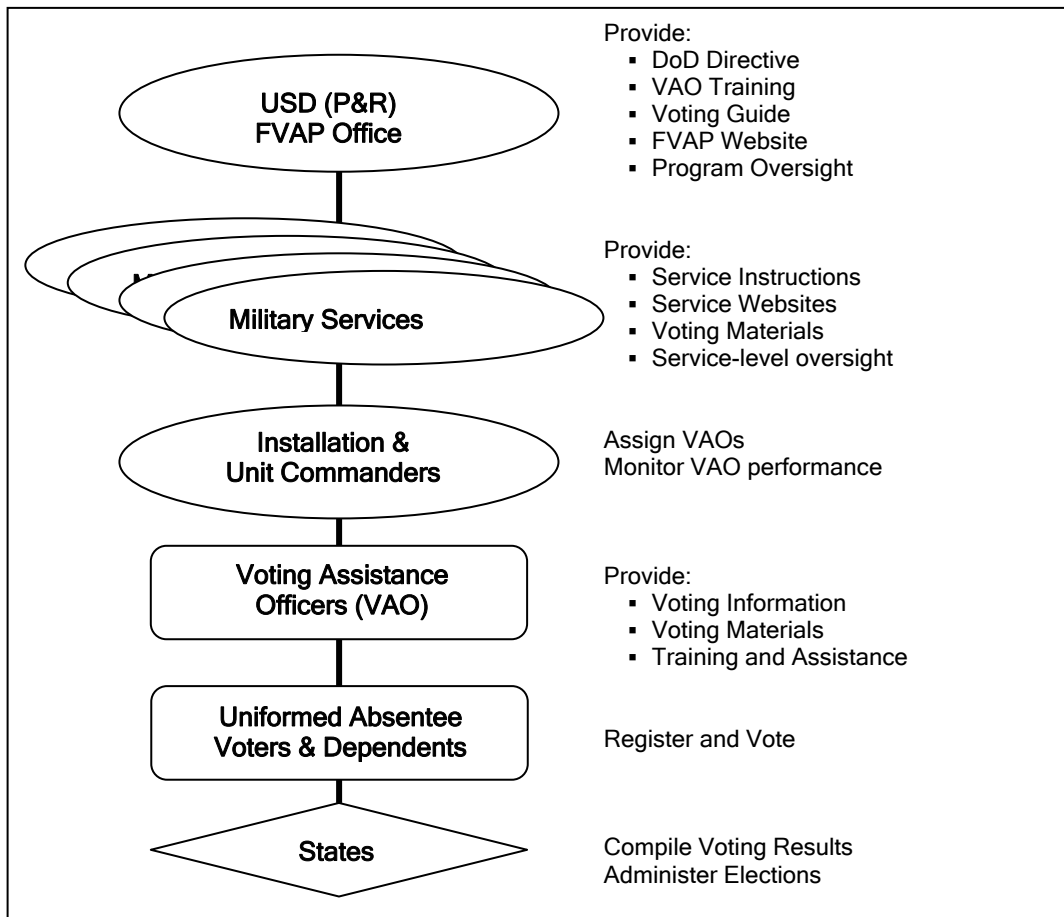 USD (P&R)
FVAP Office
Provide:
▪ DoD Directive
▪ VAO Training
▪ Voting Guide
▪ FVAP Website
▪ Program Oversight
Military Services
Provide:
▪ Service Instructions
▪ Service Websites
▪ Voting Materials
▪ Service-level oversight
Installation &
Unit Commanders
Assign VAOs
Monitor VAO performance
Voting Assistance
Officers (VAO)
Provide:
▪ Voting Information
▪ Voting Materials
▪ Training and Assistance
Uniformed Absentee
Voters & Dependents
Register and Vote
States
Compile Voting Results
Administer Elections